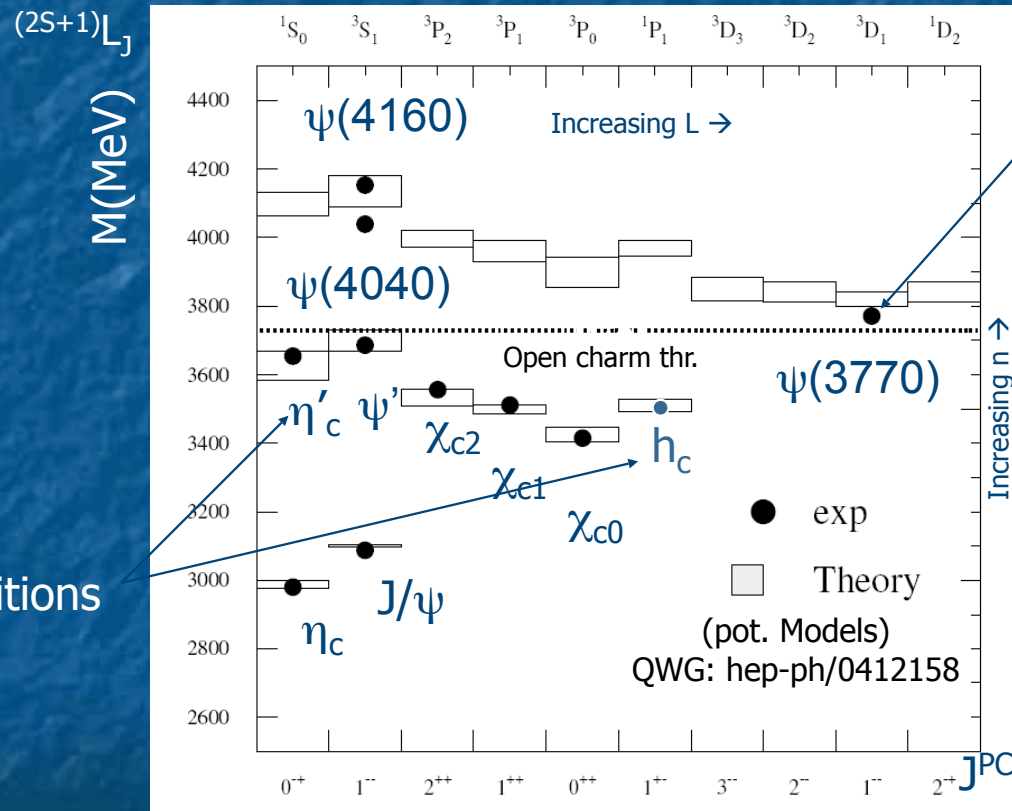 (2S+1)LJ
¹S₀ ³S₁ ³P₂ ³P₁ ³P₀ ¹P₁ ³D₃ ³D₂ ³D₁ ¹D₂
M(MeV)
4400
ψ(4160)
Increasing L →
4200
4000
ψ(4040)
3800
Open charm thr.
3600
ψ(3770)
η′c ψ'
χc2
3400
hc
χc1
χc0
Increasing n →
3200
exp
3000
itions
J/ψ
Theory
ηc
(pot. Models)
2800
QWG: hep-ph/0412158
2600
JPC
0⁻⁺ 1⁻⁻ 2⁺⁺ 1⁺⁺ 0⁺⁺ 1⁺⁻ 3⁻⁻ 2⁻⁻ 1⁻⁻ 2⁻⁺